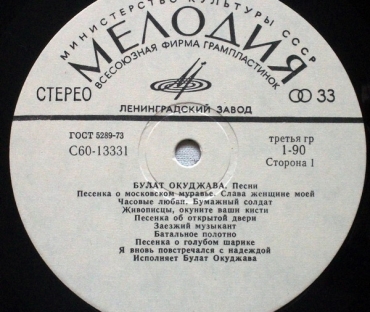 МИНИСТЕРСТВО КУЛЬТУРЫ СССР
МЕЛОДИЯ
ВСЕСОЮЗНАЯ ФИРМА ГРАМПЛАСТИНОК
СТЕРЕО
33
ЛЕНИНГРАДСКИЙ ЗАВОД
ГОСТ 5289-73
С60-13331
третья гр
1-90
Сторона 1
БУЛАТ ОКУДЖАВА. Песни
Песенка о московском муравье. Слава женщине моей
Часовые любви. Бумажный солдат
Живописцы, окуните ваши кисти
Песенка об открытой двери
Заезжий музыкант
Батальное полотно
Песенка о голубом шарике
Я вновь повстречался с надеждой
Исполняет Булат Окуджава